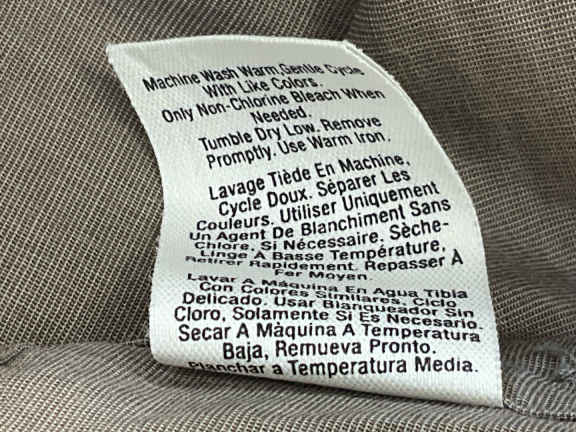 Machine Wash Warm,Gentle Cycle
With Like Colors.
Only Non-Chlorine Bleach When
Needed.
Tumble Dry Low. Remove
Promptly. Use Warm Iron.
Lavage Tiède En Machine,
Cycle Doux. Séparer Les
Couleurs. Utiliser Uniquement
Un Agent De Blanchiment Sans
Chlore, Si Nécessaire. Sèche-
Linge À Basse Température,
Retirer Rapidement. Repasser À
Fer Moyen.
Lavar A Máquina En Agua Tibia
Con Colores Similares. Ciclo
Delicado. Usar Blanqueador Sin
Cloro, Solamente Si Es Necesario.
Secar A Máquina A Temperatura
Baja, Remueva Pronto.
Planchar a Temperatura Media.